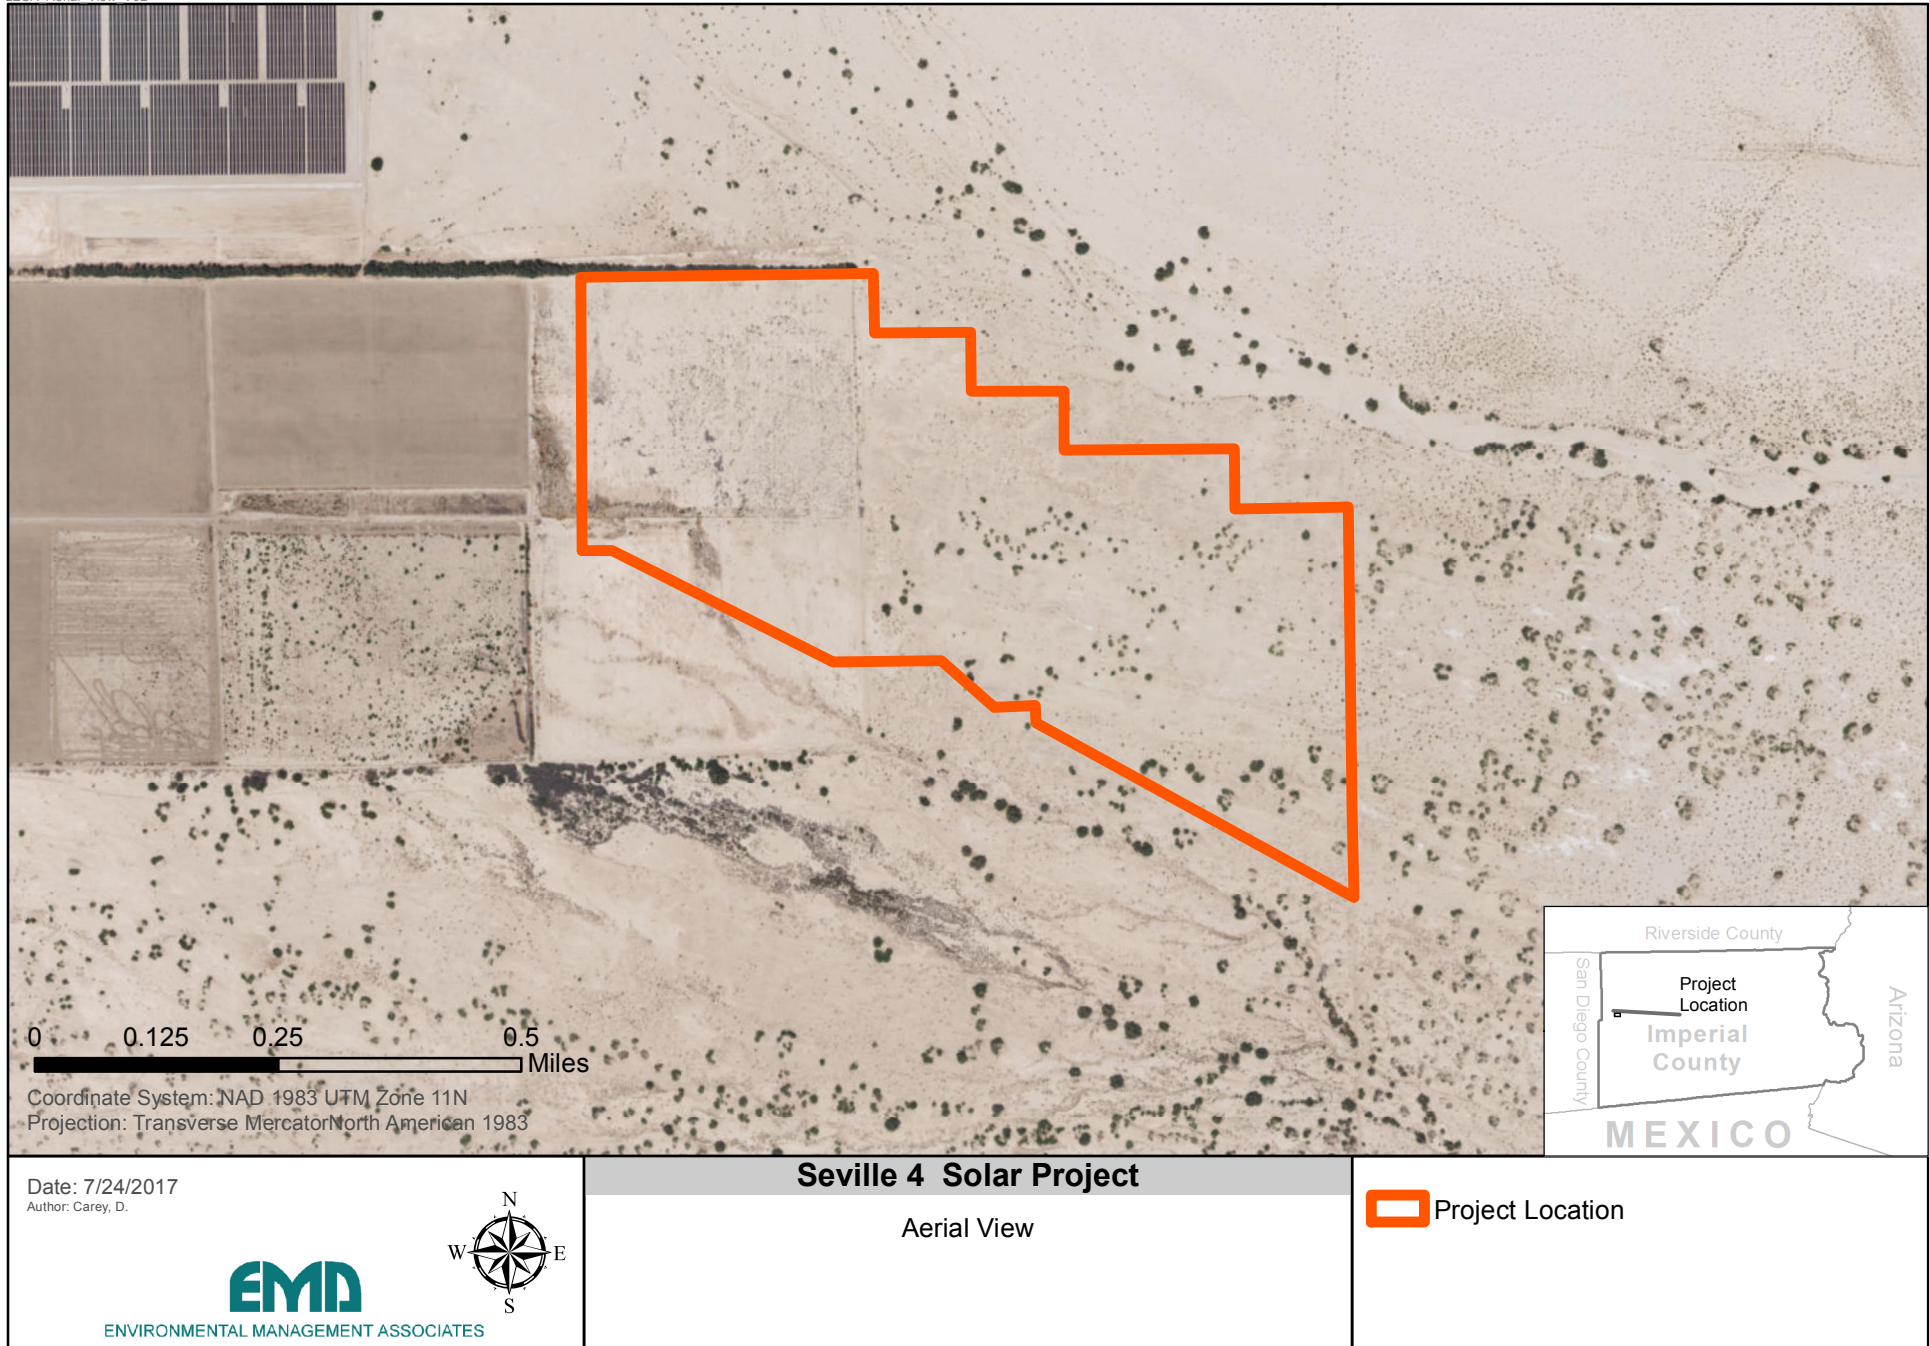 Riverside County
San Diego County
Project
Location
Imperial
County
Arizona
MEXICO
0 0.125 0.25 0.5
Miles
Coordinate System: NAD 1983 UTM Zone 11N
Projection: Transverse MercatorNorth American 1983
Date: 7/24/2017
Author: Carey, D.
N
W E
S
EMA
ENVIRONMENTAL MANAGEMENT ASSOCIATES
Seville 4 Solar Project
Aerial View
Project Location